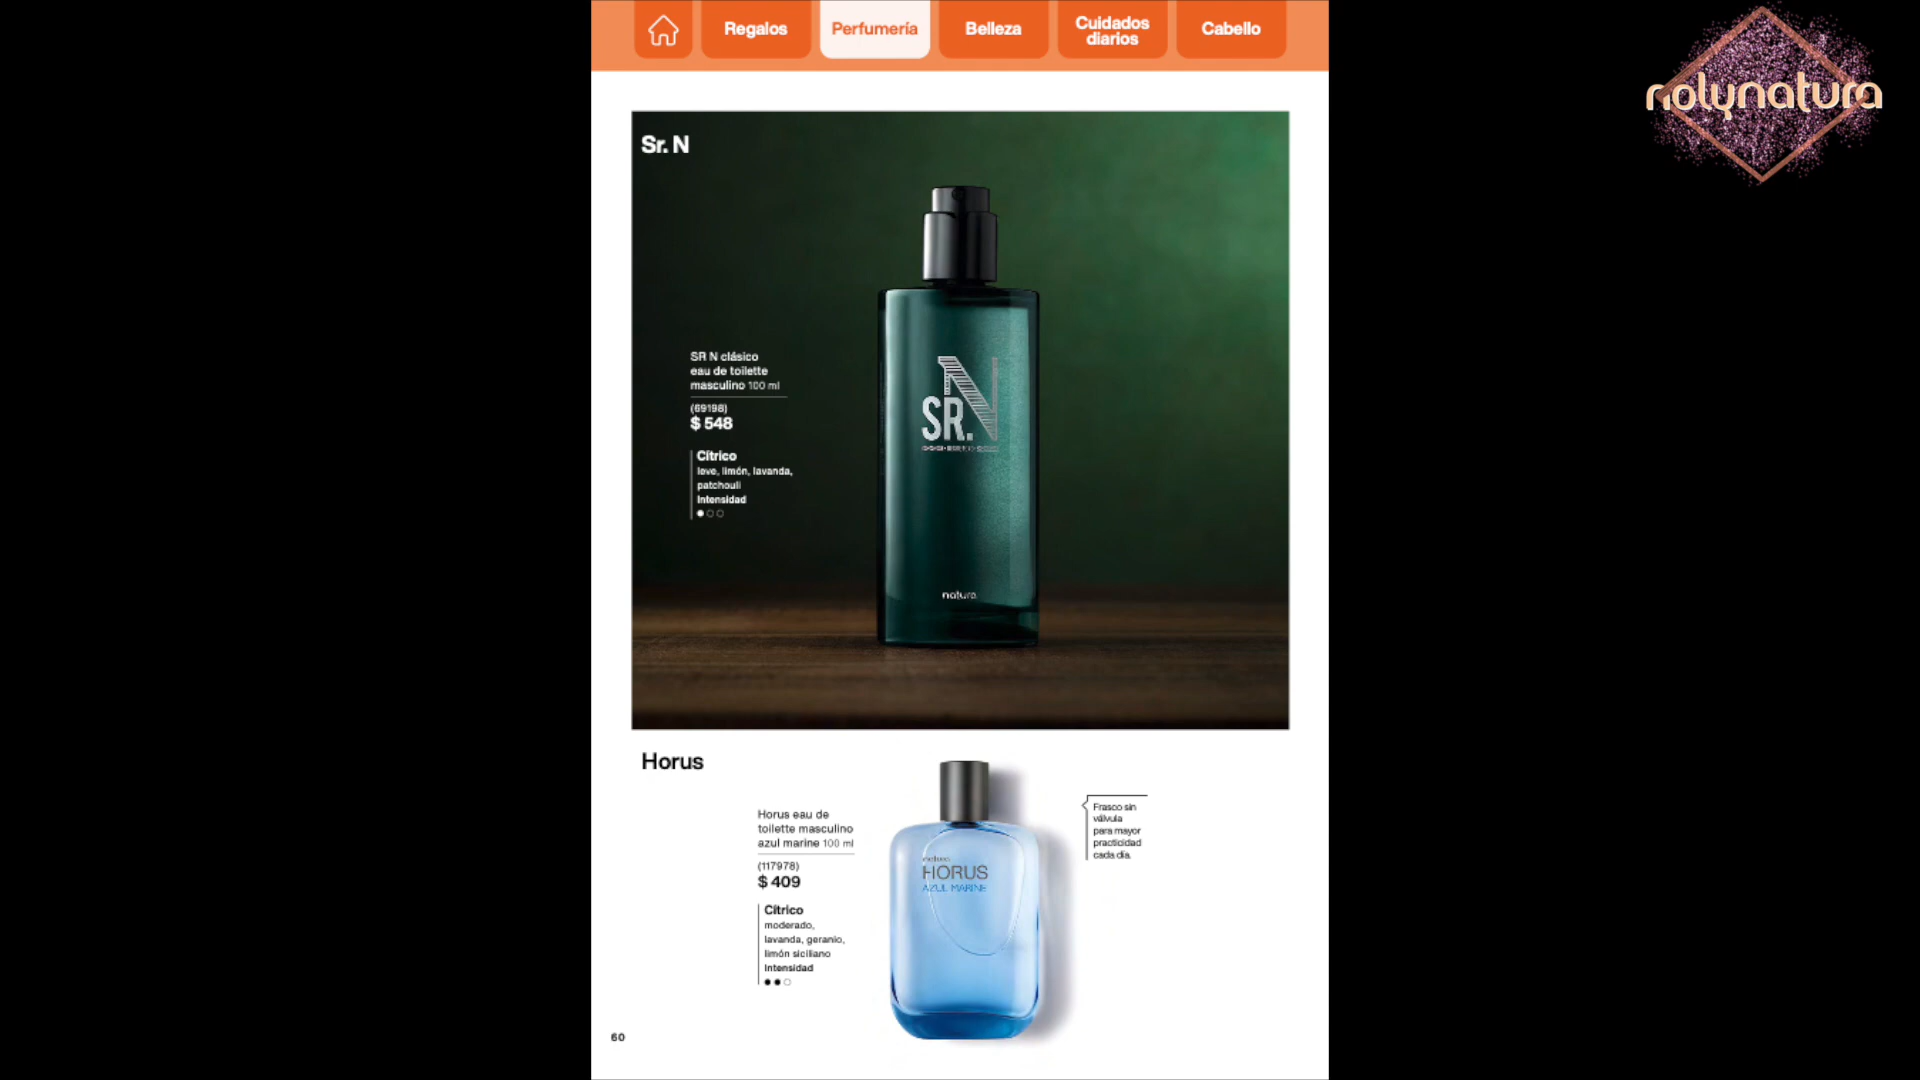 Regalos
Perfumería
Belleza
Cuidados
diarios
Cabello
nolynatura
Sr. N
SR N clásico
eau de toilette
masculino 100 ml
(69198)
$ 548
Cítrico
leve, limón, lavanda,
patchouli
Intensidad
SR.N
natura
Horus
Horus eau de
toilette masculino
azul marine 100 ml
(117978)
$ 409
Cítrico
moderado,
lavanda, geranio,
limón siciliano
Intensidad
natura
HORUS
AZUL MARINE
Frasco sin
válvula
para mayor
practicidad
cada día.
60